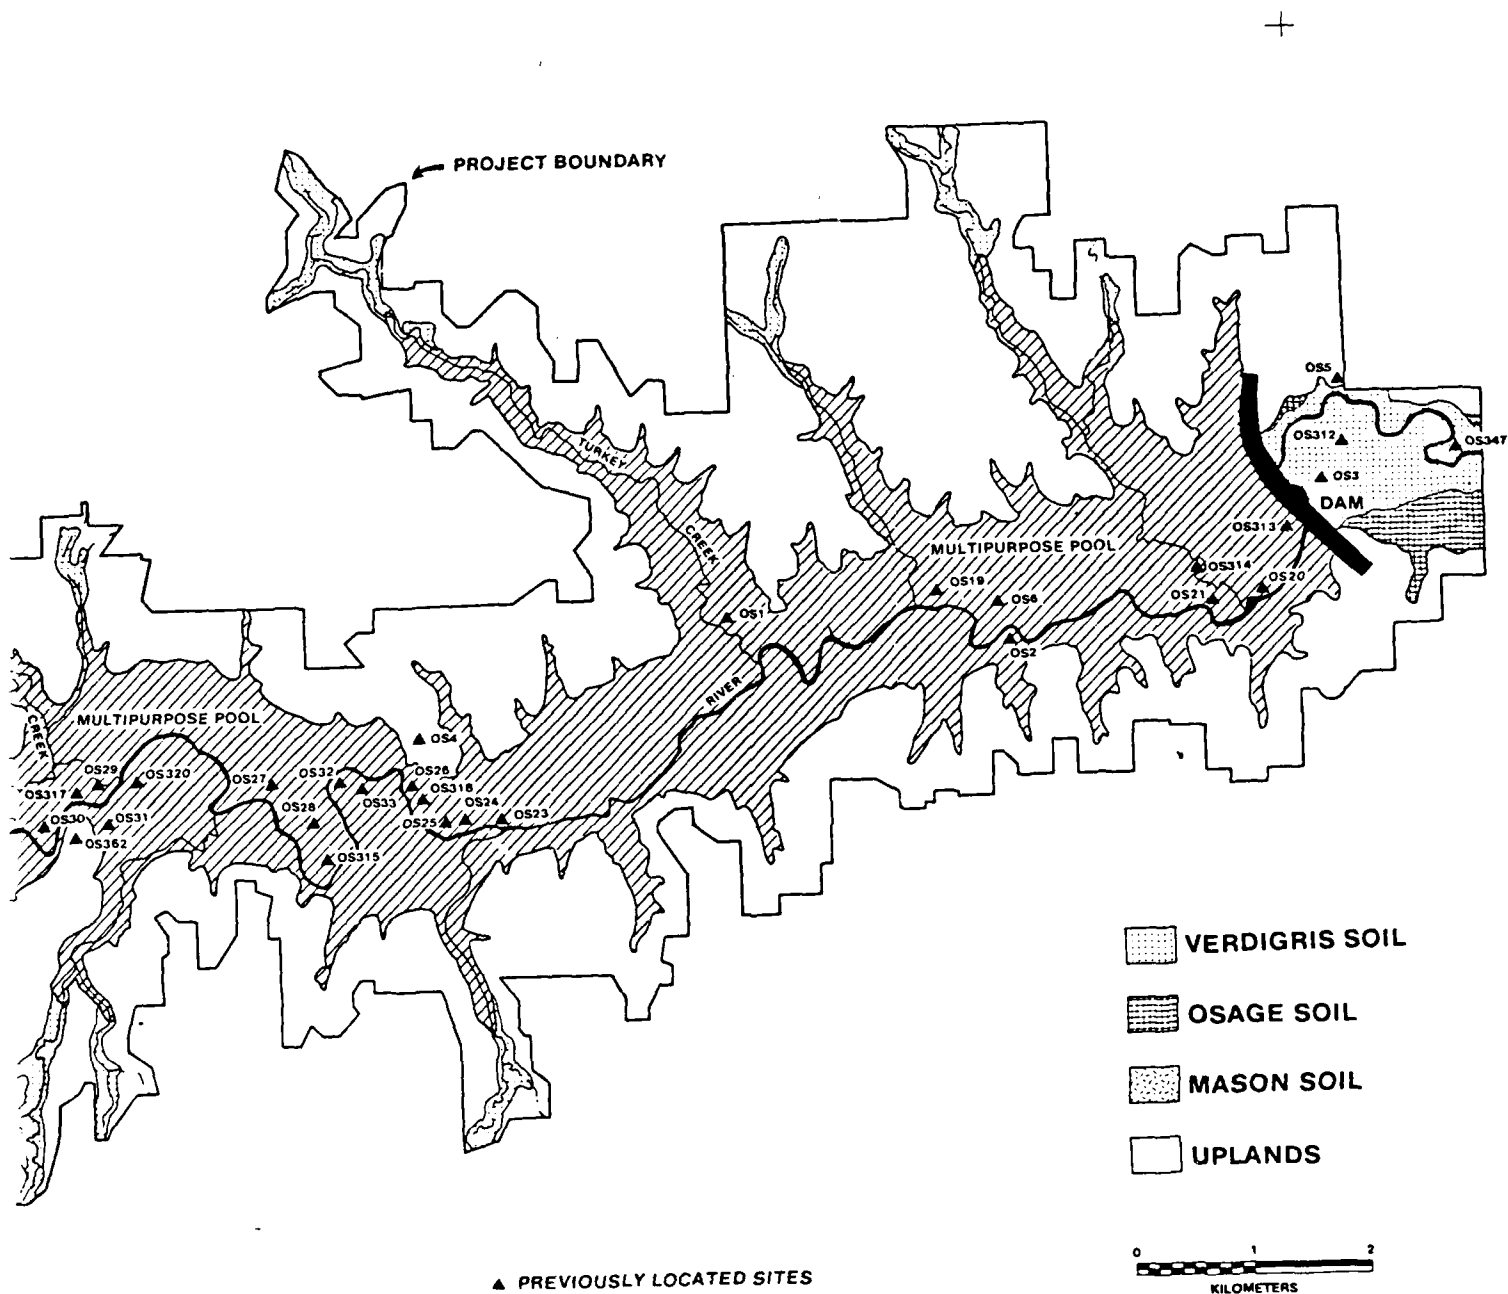 PROJECT BOUNDARY
OS5
OS312
OS347
OS3
DAM
TURKEY
CREEK
OS313
MULTIPURPOSE POOL
OS314
OS19
OS6
OS21
OS20
OS1
OS2
RIVER
CREEK
MULTIPURPOSE POOL
OS4
OS29
OS320
OS27
OS32
OS26
OS317
OS33
OS318
OS28
OS24
OS25
OS23
OS30
OS31
OS362
OS315
VERDIGRIS SOIL
OSAGE SOIL
MASON SOIL
UPLANDS
0 1 2
KILOMETERS
▲ PREVIOUSLY LOCATED SITES